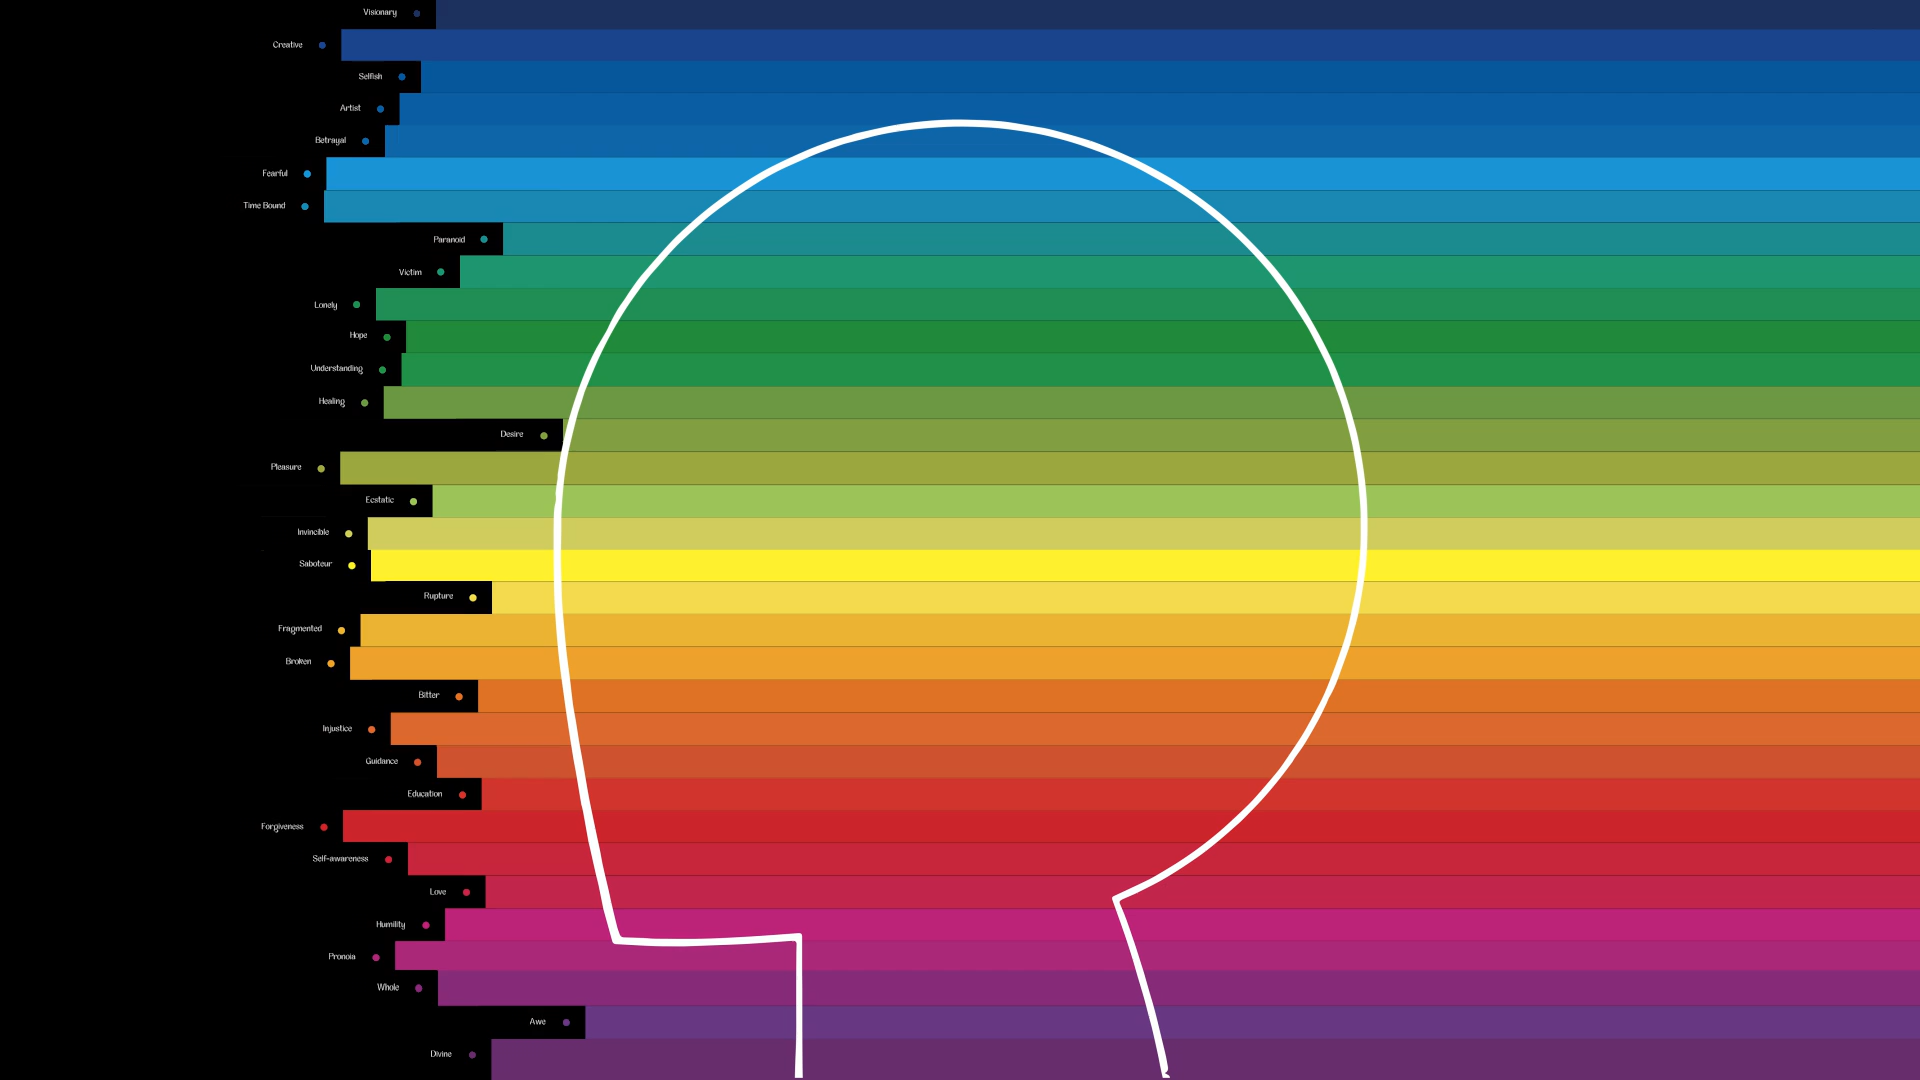 Visionary
Creative
Selfish
Artist
Betrayal
Fearful
Time Bound
Paranoid
Victim
Lonely
Hope
Understanding
Healing
Desire
Pleasure
Ecstatic
Invincible
Saboteur
Rupture
Fragmented
Broken
Bitter
Injustice
Guidance
Education
Forgiveness
Self-awareness
Love
Humility
Pronoia
Whole
Awe
Divine